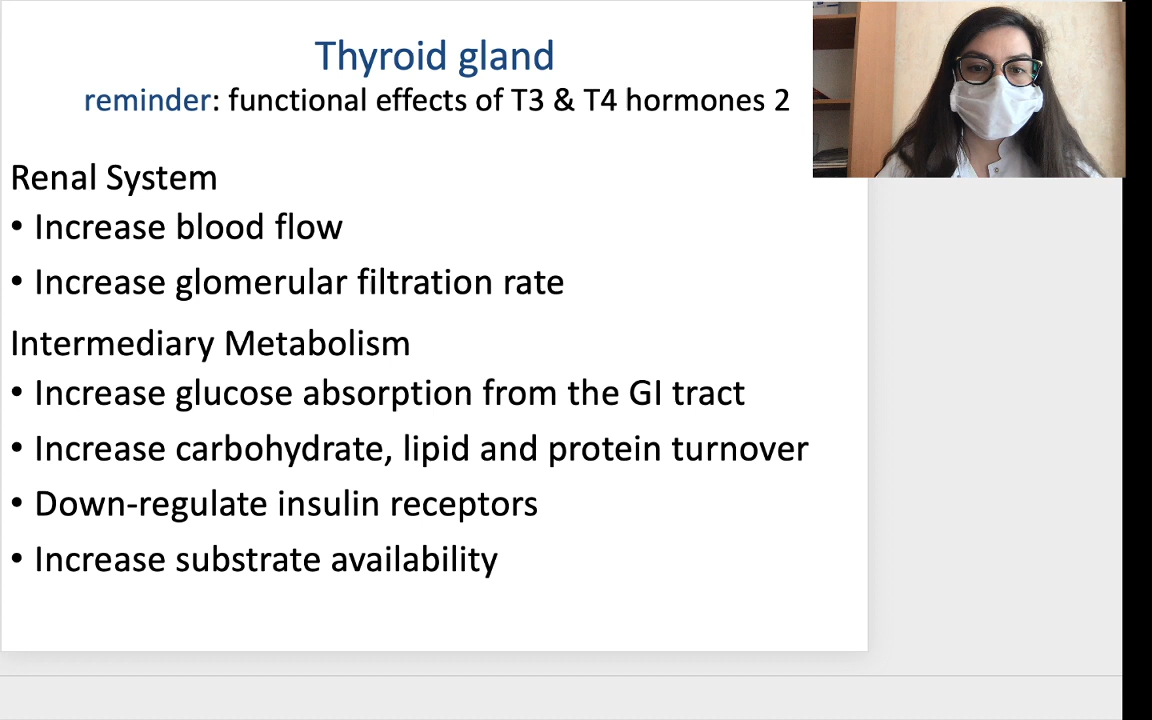 Thyroid gland
reminder: functional effects of T3 & T4 hormones 2
Renal System
• Increase blood flow
• Increase glomerular filtration rate
Intermediary Metabolism
• Increase glucose absorption from the GI tract
• Increase carbohydrate, lipid and protein turnover
• Down-regulate insulin receptors
• Increase substrate availability